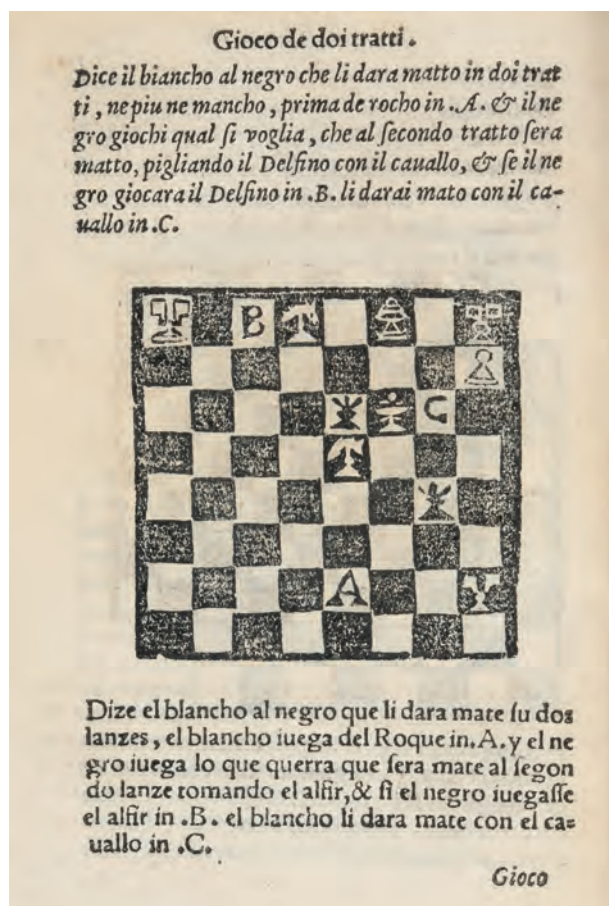 Gioco de doi tratti.
Dice il biancho al negro che li dara matto in doi trat
ti, ne piu ne mancho, prima de rocho in .A. & il ne
gro giochi qual si voglia, che al secondo tratto sera
matto, pigliando il Delfino con il cauallo, & se il ne
gro giocara il Delfino in .B. li darai mato con il ca-
uallo in .C.
B
C
A
Dize el blancho al negro que li dara mate su dos
lanzes, el blancho iuega del Roque in .A. y el ne
gro iuega lo que querra que sera mate al segon
do lanze tomando el alfir, & si el negro iuegasse
el alfir in .B. el blancho li dara mate con el ca=
uallo in .C.
Gioco